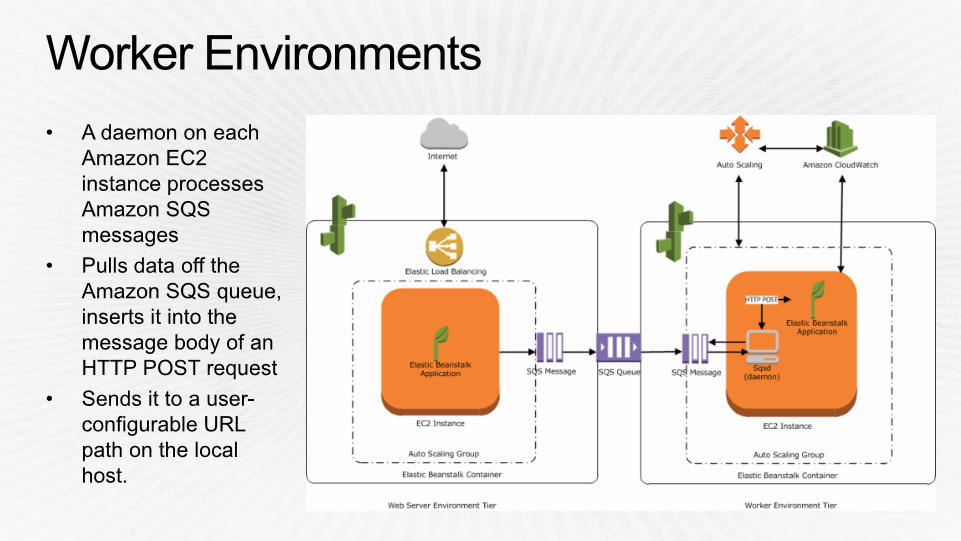 Worker Environments
• A daemon on each
Amazon EC2
instance processes
Amazon SQS
messages
• Pulls data off the
Amazon SQS queue,
inserts it into the
message body of an
HTTP POST request
• Sends it to a user-
configurable URL
path on the local
host.
Internet
Elastic Load Balancing
Elastic Beanstalk
Application
EC2 Instance
Auto Scaling Group
Elastic Beanstalk Container
Web Server Environment Tier
SQS Message
SQS Queue
SQS Message
Auto Scaling
Amazon CloudWatch
HTTP POST
Elastic Beanstalk
Application
Sqsd
(daemon)
EC2 Instance
Auto Scaling Group
Elastic Beanstalk Container
Worker Environment Tier